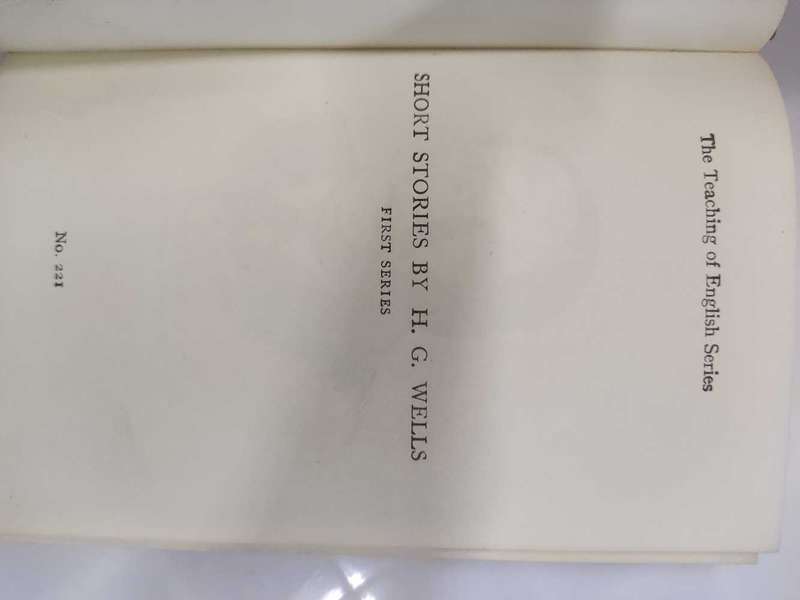 The Teaching of English Series
SHORT STORIES BY H. G. WELLS
FIRST SERIES
No. 221